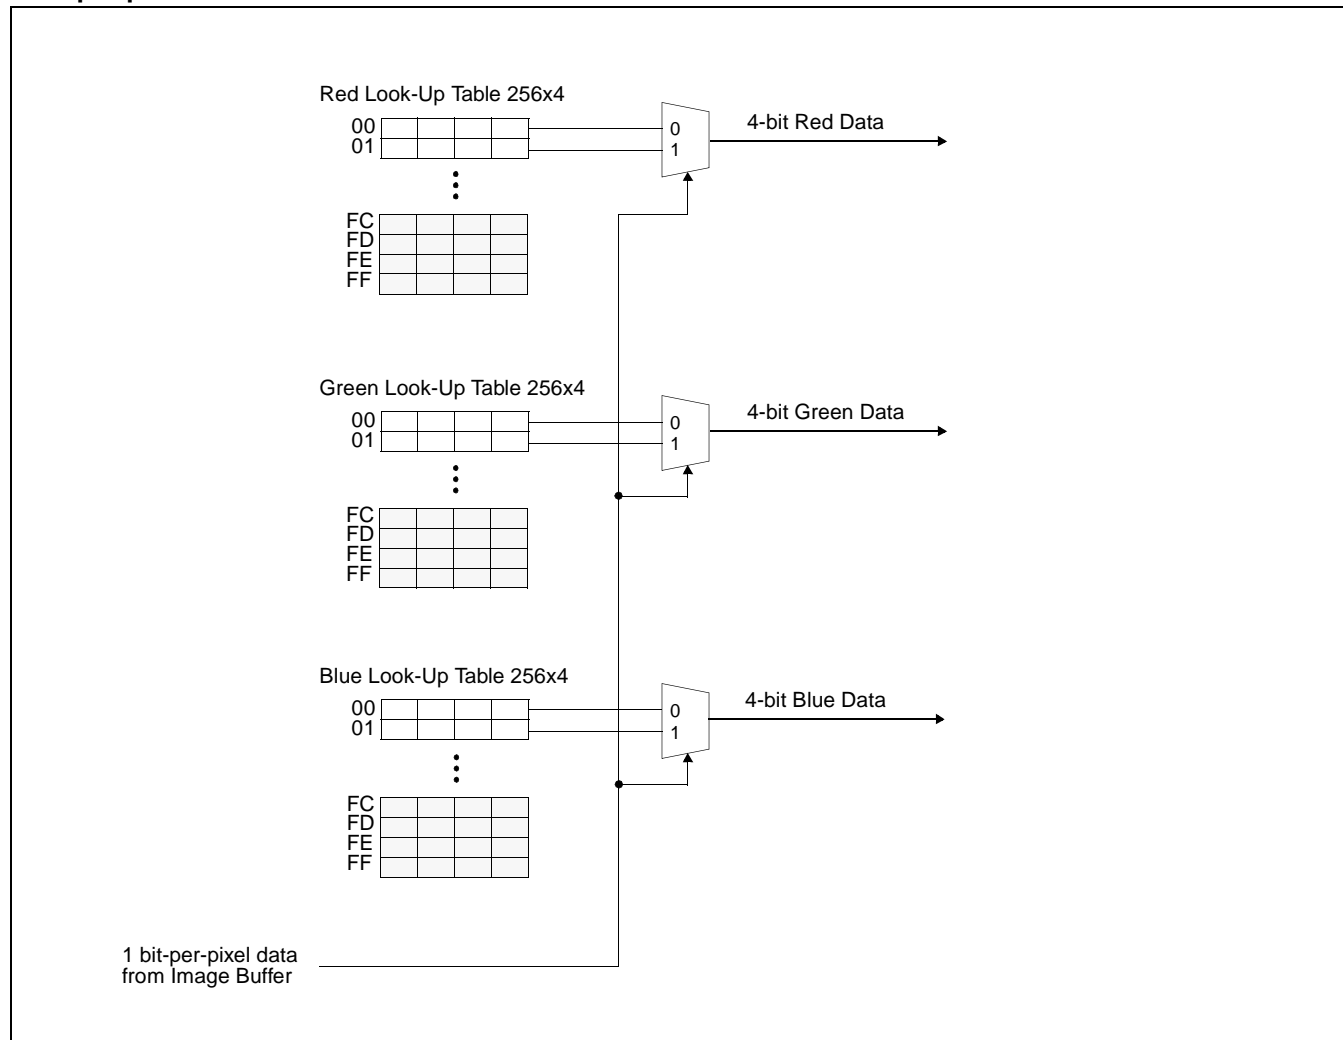 Red Look-Up Table 256x4
00
01
FC
FD
FE
FF
0
1
4-bit Red Data
Green Look-Up Table 256x4
00
01
FC
FD
FE
FF
0
1
4-bit Green Data
Blue Look-Up Table 256x4
00
01
FC
FD
FE
FF
0
1
4-bit Blue Data
1 bit-per-pixel data
from Image Buffer